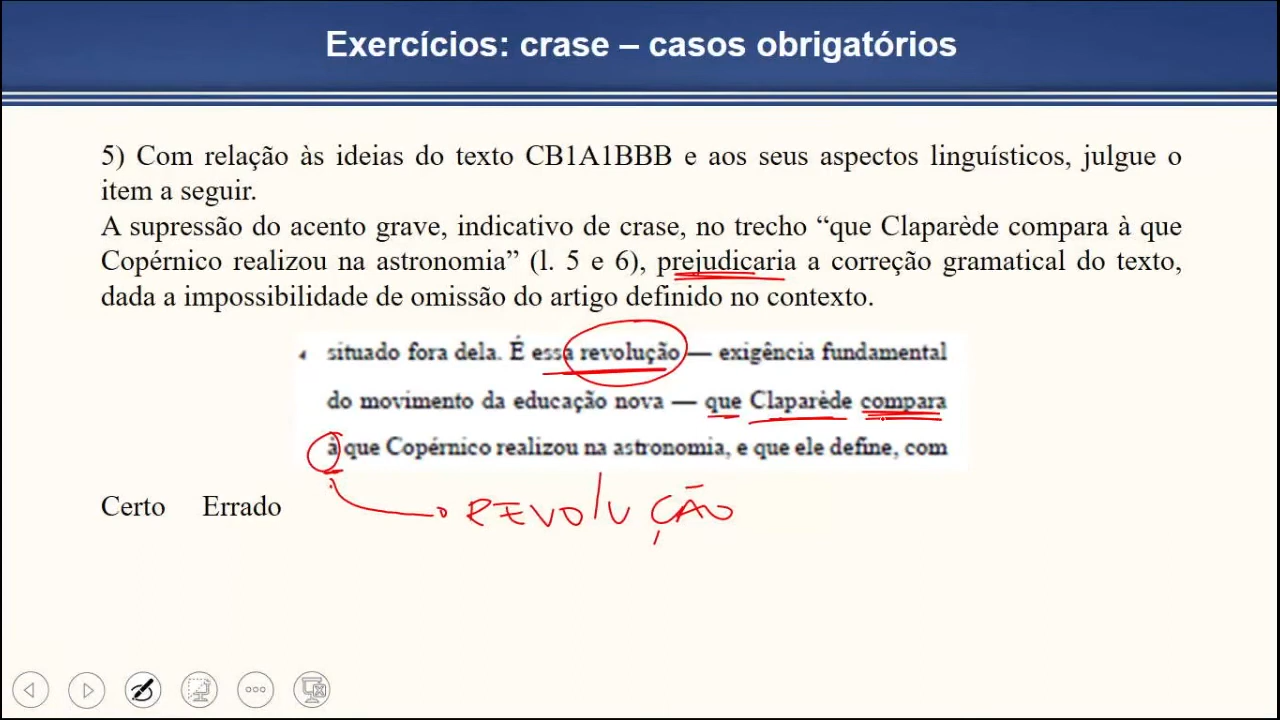 Exercícios: crase – casos obrigatórios
5) Com relação às ideias do texto CB1A1BBB e aos seus aspectos linguísticos, julgue o
item a seguir.
A supressão do acento grave, indicativo de crase, no trecho “que Claparède compara à que
Copérnico realizou na astronomia” (l. 5 e 6), prejudicaria a correção gramatical do texto,
dada a impossibilidade de omissão do artigo definido no contexto.
4 situado fora dela. É essa revolução — exigência fundamental
do movimento da educação nova — que Claparède compara
à que Copérnico realizou na astronomia, e que ele define, com
REVOLUÇÃO
Certo Errado